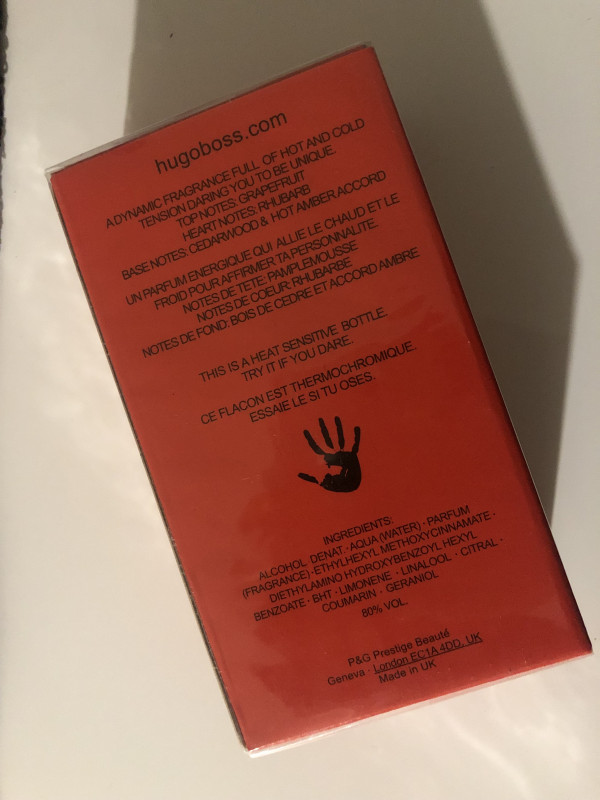 hugoboss.com
A DYNAMIC FRAGRANCE FULL OF HOT AND COLD
TENSION DARING YOU TO BE UNIQUE.
TOP NOTES: GRAPEFRUIT
HEART NOTES: RHUBARB
BASE NOTES: CEDARWOOD & HOT AMBER ACCORD
UN PARFUM ENERGIQUE QUI ALLIE LE CHAUD ET LE
FROID POUR AFFIRMER TA PERSONNALITE.
NOTES DE TETE: PAMPLEMOUSSE
NOTES DE COEUR: RHUBARBE
NOTES DE FOND: BOIS DE CEDRE ET ACCORD AMBRE
THIS IS A HEAT SENSITIVE BOTTLE.
TRY IT IF YOU DARE.
CE FLACON EST THERMOCHROMIQUE.
ESSAIE LE SI TU OSES.
INGREDIENTS:
ALCOHOL DENAT. · AQUA (WATER) · PARFUM
(FRAGRANCE) · ETHYLHEXYL METHOXYCINNAMATE ·
DIETHYLAMINO HYDROXYBENZOYL HEXYL
BENZOATE · BHT · LIMONENE · LINALOOL · CITRAL ·
COUMARIN · GERANIOL
80% VOL.
P&G Prestige Beauté
Geneva · London EC1A 4DD, UK
Made in UK